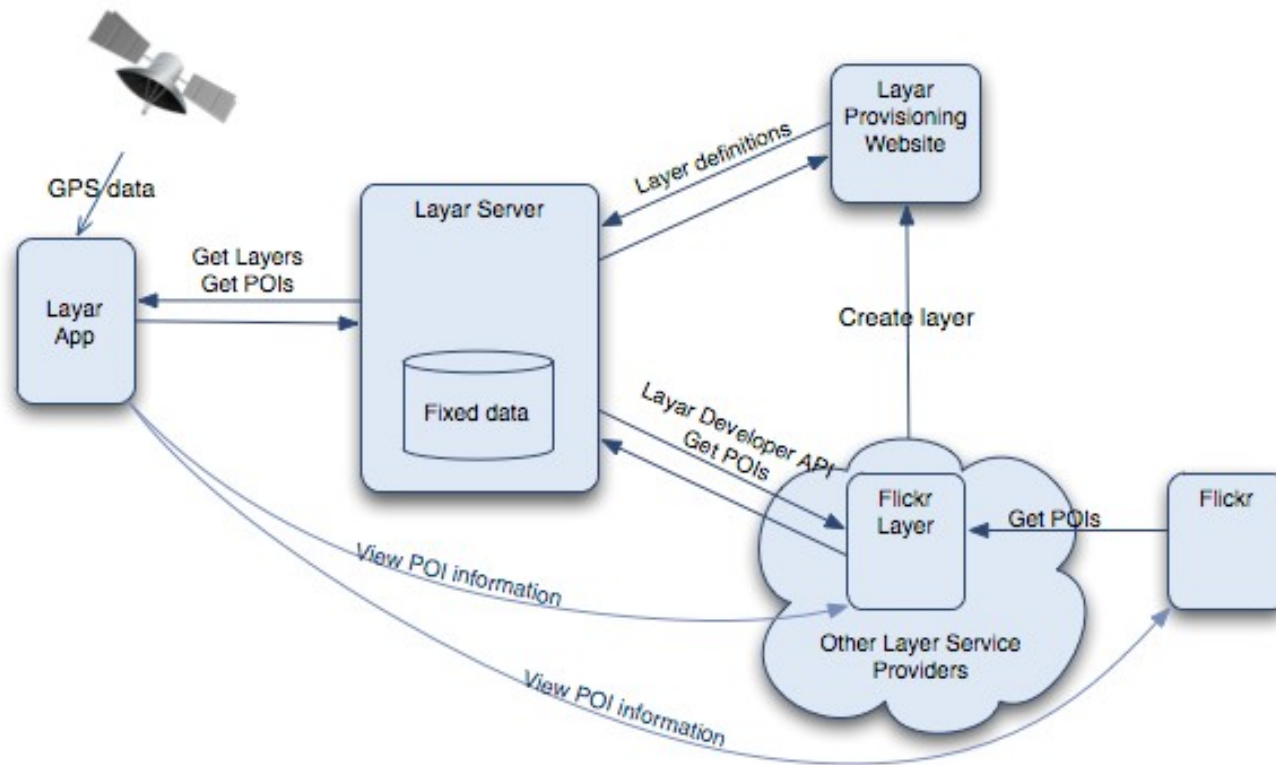 GPS data
Layar
App
Get Layers
Get POIs
Layar Server
Fixed data
Layer definitions
Layar
Provisioning
Website
Create layer
Layar Developer API
Get POIs
Flickr
Layer
Other Layer Service
Providers
Get POIs
Flickr
View POI information
View POI information